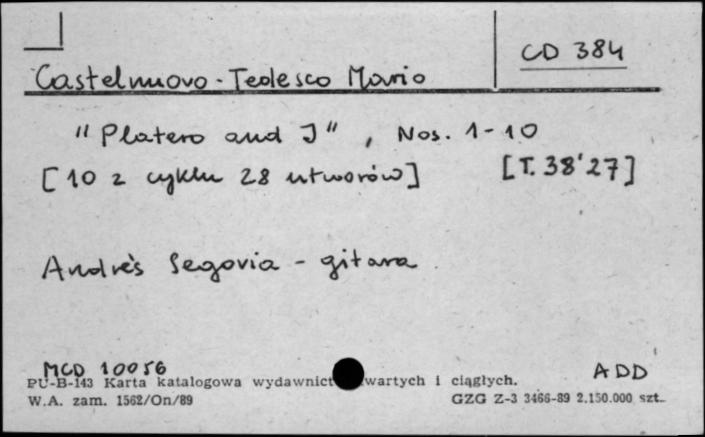 CD 384
Castelnuovo-Tedesco Mario
"Platero and I", Nos. 1-10
[10 z cyklu 28 utworów] [T. 38'27]
Andrès Segovia - gitara
MCD 10056 ADD
PU-B-143 Karta katalogowa wydawnict wartych i ciągłych.
W.A. zam. 1562/On/89 GZG Z-3 3466-89 2.150.000 szt.